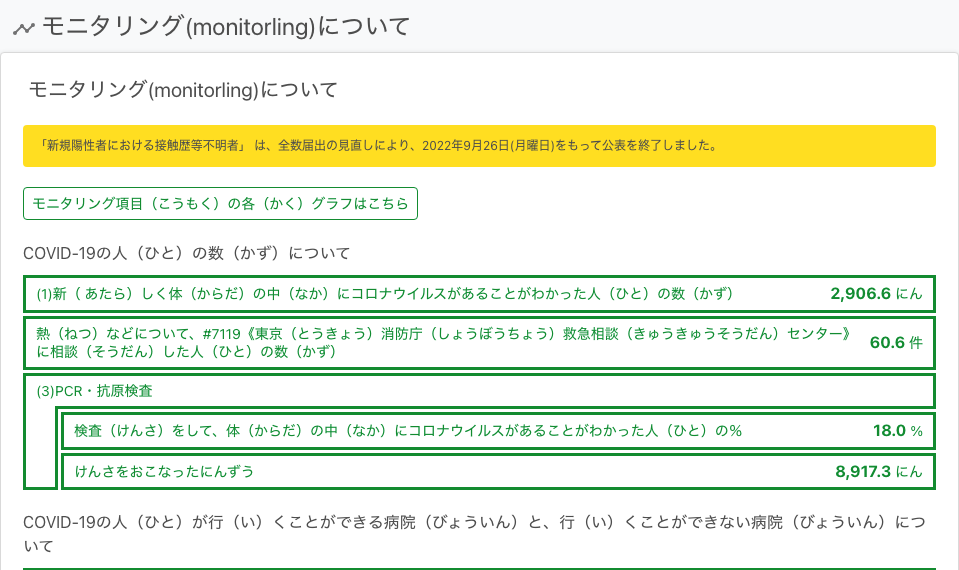 モニタリング(monitorling)について
モニタリング(monitorling)について
「新規陽性者における接触歴等不明者」 は、全数届出の見直しにより、2022年9月26日(月曜日)をもって公表を終了しました。
モニタリング項目（こうもく）の各（かく）グラフはこちら
COVID-19の人（ひと）の数（かず）について
(1)新（ あたら）しく体（からだ）の中（なか）にコロナウイルスがあることがわかった人（ひと）の数（かず） 2,906.6 にん
熱（ねつ）などについて、#7119《東京（とうきょう）消防庁（しょうぼうちょう）救急相談（きゅうきゅうそうだん）センター》
に相談（そうだん）した人（ひと）の数（かず） 60.6 件
(3)PCR・抗原検査
検査（けんさ）をして、体（からだ）の中（なか）にコロナウイルスがあることがわかった人（ひと）の% 18.0 %
けんさをおこなったにんずう 8,917.3 にん
COVID-19の人（ひと）が行（い）くことができる病院（びょういん）と、行（い）くことができない病院（びょういん）につ
いて